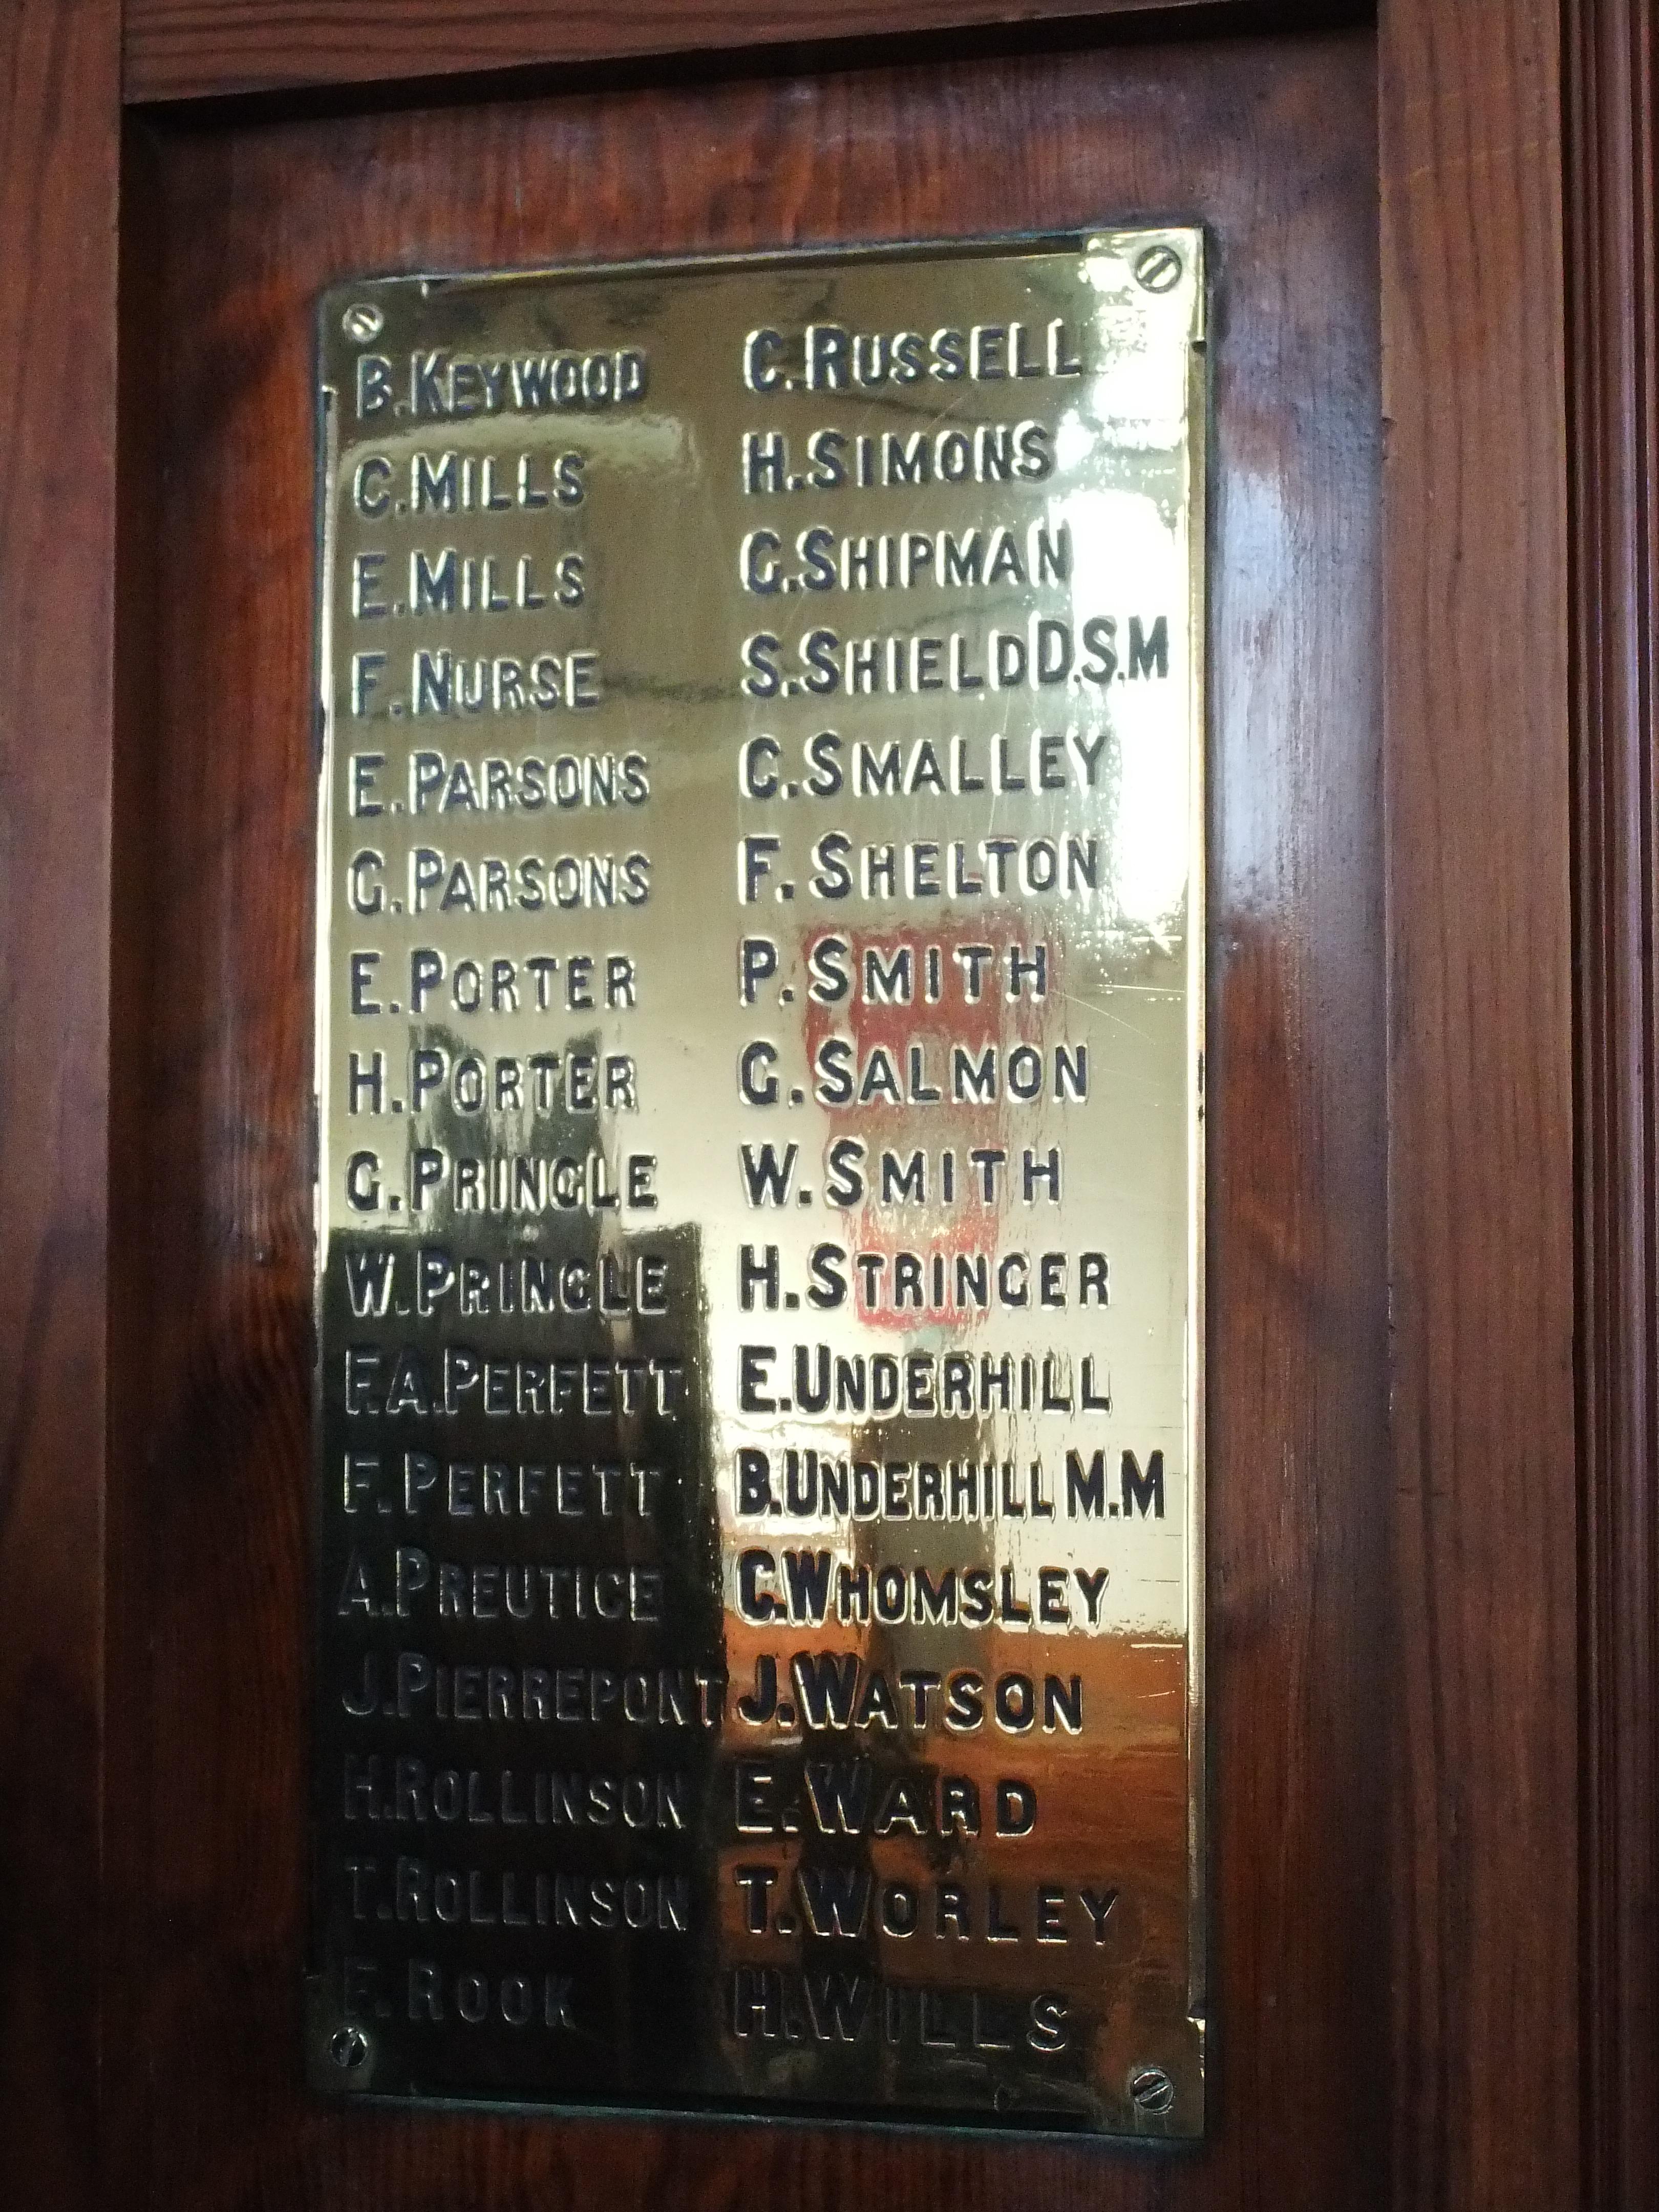 B. KEYWOOD
C. MILLS
E. MILLS
F. NURSE
E. PARSONS
G. PARSONS
E. PORTER
H. PORTER
G. PRINGLE
W. PRINGLE
F.A. PERFETT
F. PERFETT
A. PREUTICE
J. PIERREPONT
H. ROLLINSON
T. ROLLINSON
F. ROOK
C. RUSSELL
H. SIMONS
G. SHIPMAN
S. SHIELD D.S.M
C. SMALLEY
F. SHELTON
P. SMITH
G. SALMON
W. SMITH
H. STRINGER
E. UNDERHILL
B. UNDERHILL M.M
C. WHOMSLEY
J. WATSON
E. WARD
T. WORLEY
H. WILLS